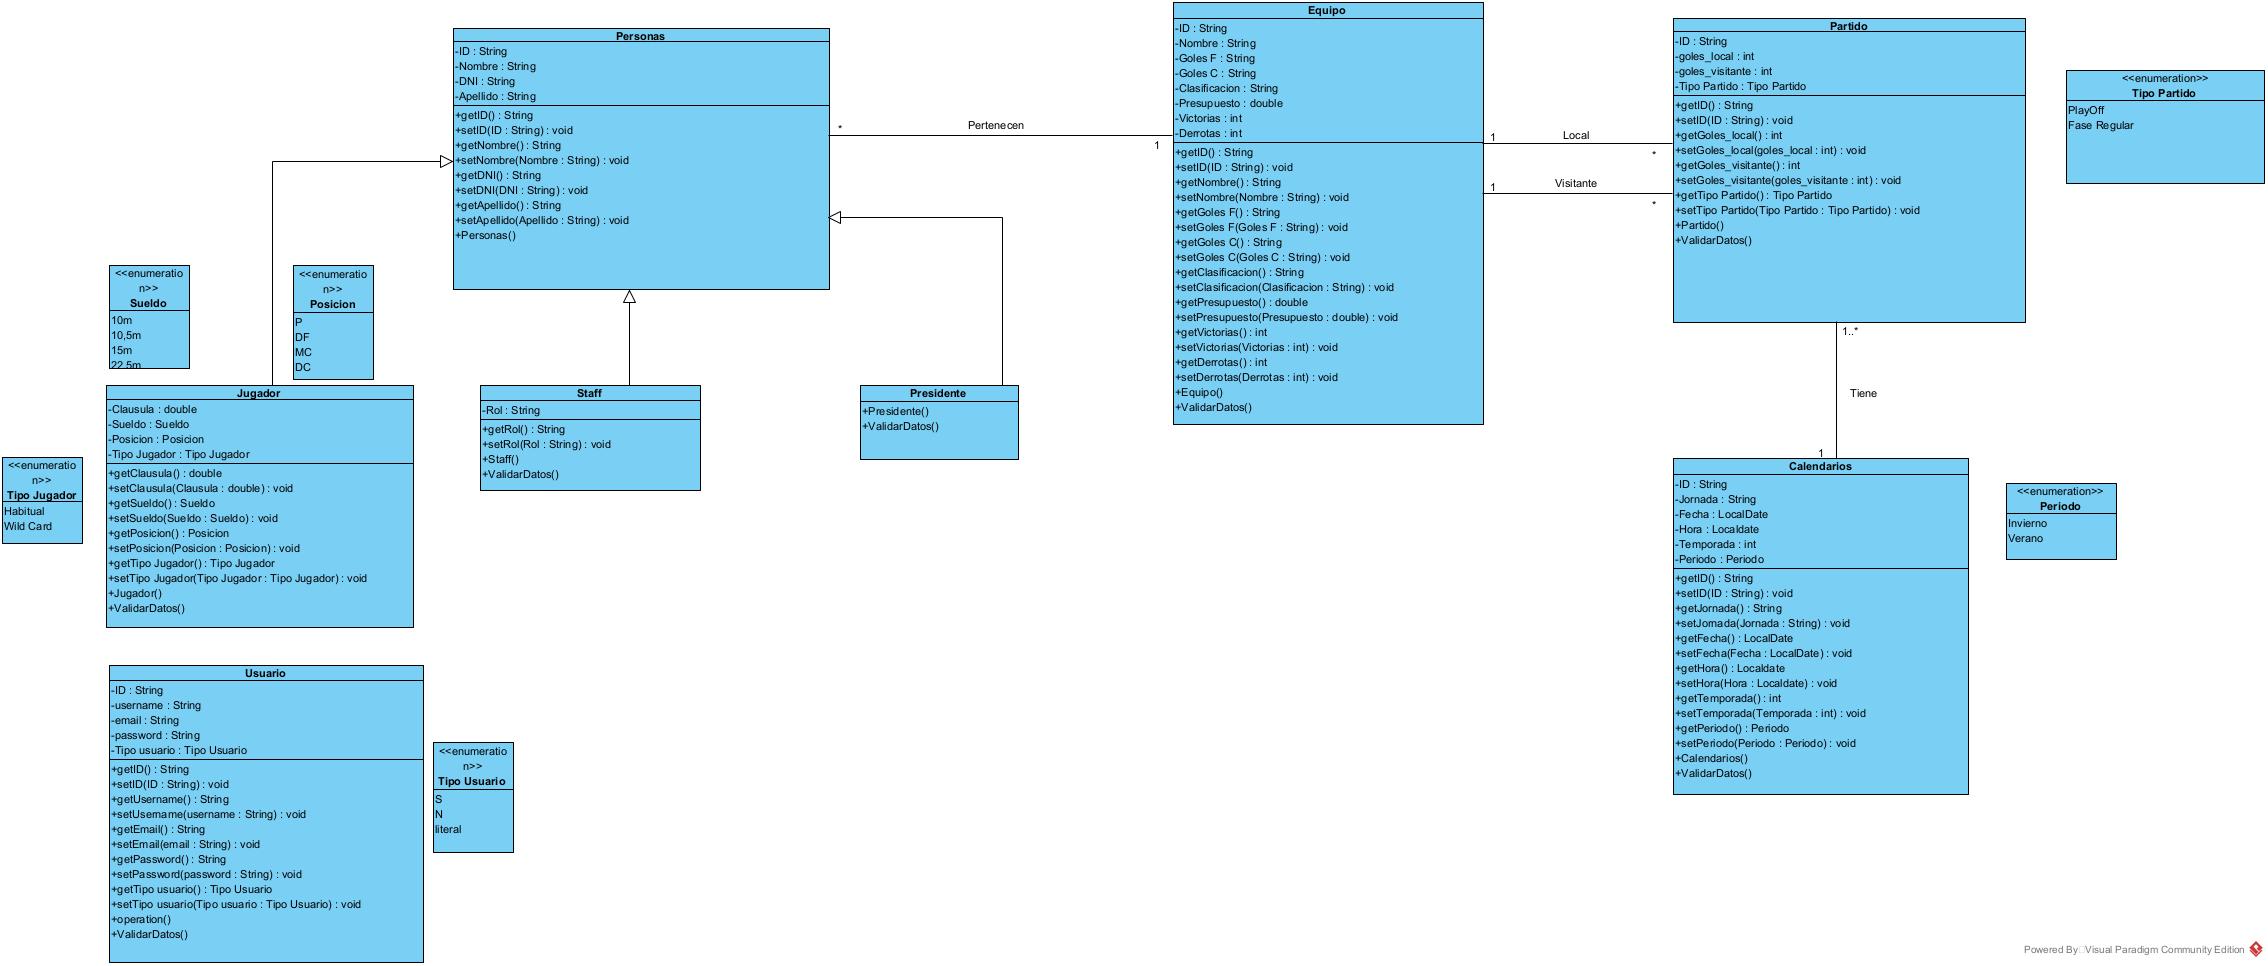 Personas
-ID : String
-Nombre : String
-DNI : String
-Apellido : String
+getID() : String
+setID(ID : String) : void
+getNombre() : String
+setNombre(Nombre : String) : void
+getDNI() : String
+setDNI(DNI : String) : void
+getApellido() : String
+setApellido(Apellido : String) : void
+Personas()
*
Pertenecen
1
Equipo
-ID : String
-Nombre : String
-Goles F : String
-Goles C : String
-Clasificacion : String
-Presupuesto : double
-Victorias : int
-Derrotas : int
+getID() : String
+setID(ID : String) : void
+getNombre() : String
+setNombre(Nombre : String) : void
+getGoles F() : String
+setGoles F(Goles F : String) : void
+getGoles C() : String
+setGoles C(Goles C : String) : void
+getClasificacion() : String
+setClasificacion(Clasificacion : String) : void
+getPresupuesto() : double
+setPresupuesto(Presupuesto : double) : void
+getVictorias() : int
+setVictorias(Victorias : int) : void
+getDerrotas() : int
+setDerrotas(Derrotas : int) : void
+Equipo()
+ValidarDatos()
1
Local
*
1
Visitante
*
Partido
-ID : String
-goles_local : int
-goles_visitante : int
-Tipo Partido : Tipo Partido
+getID() : String
+setID(ID : String) : void
+getGoles_local() : int
+setGoles_local(goles_local : int) : void
+getGoles_visitante() : int
+setGoles_visitante(goles_visitante : int) : void
+getTipo Partido() : Tipo Partido
+setTipo Partido(Tipo Partido : Tipo Partido) : void
+Partido()
+ValidarDatos()
<<enumeration>>
Tipo Partido
PlayOff
Fase Regular
<<enumeratio
n>>
Sueldo
10m
10,5m
15m
22,5m
<<enumeratio
n>>
Posicion
P
DF
MC
DC
1..*
Tiene
1
Jugador
-Clausula : double
-Sueldo : Sueldo
-Posicion : Posicion
-Tipo Jugador : Tipo Jugador
+getClausula() : double
+setClausula(Clausula : double) : void
+getSueldo() : Sueldo
+setSueldo(Sueldo : Sueldo) : void
+getPosicion() : Posicion
+setPosicion(Posicion : Posicion) : void
+getTipo Jugador() : Tipo Jugador
+setTipo Jugador(Tipo Jugador : Tipo Jugador) : void
+Jugador()
+ValidarDatos()
Staff
-Rol : String
+getRol() : String
+setRol(Rol : String) : void
+Staff()
+ValidarDatos()
Presidente
+Presidente()
+ValidarDatos()
<<enumeratio
n>>
Tipo Jugador
Habitual
Wild Card
Calendarios
-ID : String
-Jornada : String
-Fecha : LocalDate
-Hora : Localdate
-Temporada : int
-Periodo : Periodo
+getID() : String
+setID(ID : String) : void
+getJornada() : String
+setJornada(Jornada : String) : void
+getFecha() : LocalDate
+setFecha(Fecha : LocalDate) : void
+getHora() : Localdate
+setHora(Hora : Localdate) : void
+getTemporada() : int
+setTemporada(Temporada : int) : void
+getPeriodo() : Periodo
+setPeriodo(Periodo : Periodo) : void
+Calendarios()
+ValidarDatos()
<<enumeration>>
Periodo
Invierno
Verano
Usuario
-ID : String
-username : String
-email : String
-password : String
-Tipo usuario : Tipo Usuario
+getID() : String
+setID(ID : String) : void
+getUsername() : String
+setUsername(username : String) : void
+getEmail() : String
+setEmail(email : String) : void
+getPassword() : String
+setPassword(password : String) : void
+getTipo usuario() : Tipo Usuario
+setTipo usuario(Tipo usuario : Tipo Usuario) : void
+operation()
+ValidarDatos()
<<enumeratio
n>>
Tipo Usuario
S
N
literal
Powered By Visual Paradigm Community Edition